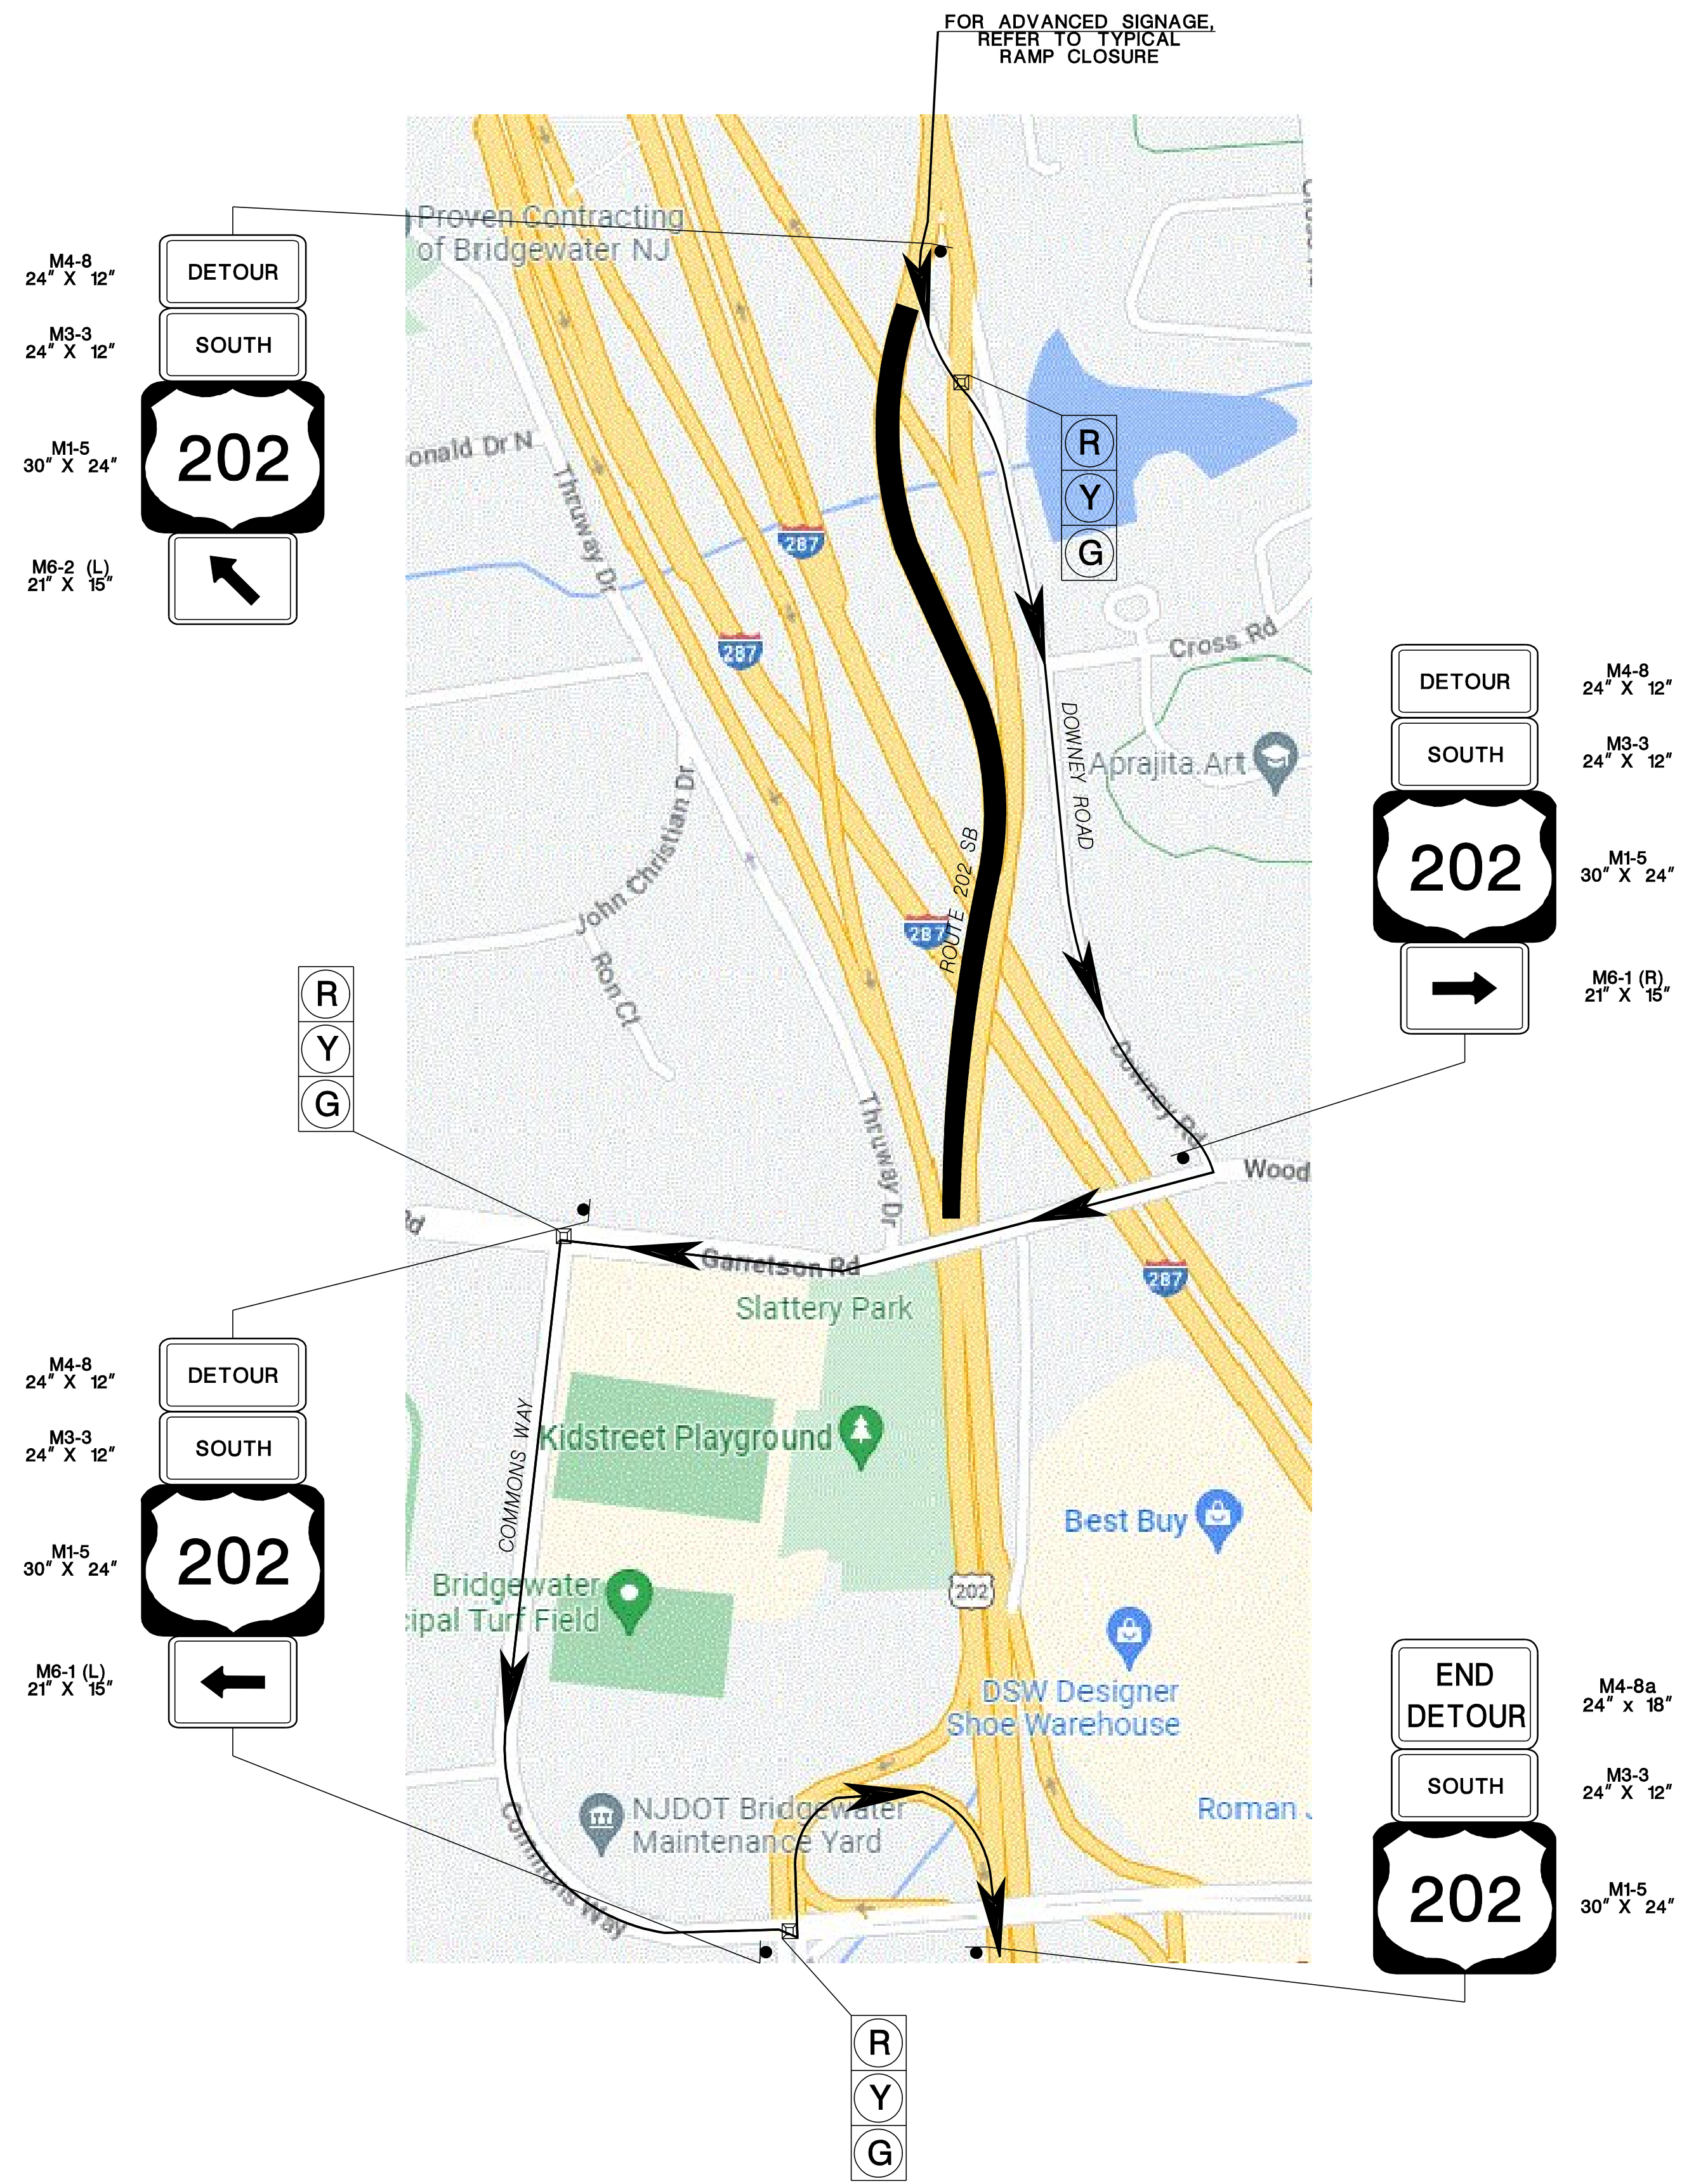 FOR ADVANCED SIGNAGE,
REFER TO TYPICAL
RAMP CLOSURE
Proven Contracting
of Bridgewater NJ
M4-8
24" X 12"
DETOUR
M3-3
24" X 12"
SOUTH
M1-5
30" X 24"
202
M6-2 (L)
21" X 15"
R
Y
G
onald Dr N
Thruway Dr
287
287
Cross Rd
DOWNEY ROAD
Aprajita.Art
DETOUR
M4-8
24" X 12"
SOUTH
M3-3
24" X 12"
202
M1-5
30" X 24"
M6-1 (R)
21" X 15"
John Christian Dr
Ron Ct
287
ROUTE 202 SB
R
Y
G
Thruway Dr
Downey Rd
Wood
Rd
Garretson Rd
287
Slattery Park
M4-8
24" X 12"
DETOUR
M3-3
24" X 12"
SOUTH
M1-5
30" X 24"
202
M6-1 (L)
21" X 15"
COMMONS WAY
Kidstreet Playground
Best Buy
Bridgewater
cipal Turf Field
202
DSW Designer
Shoe Warehouse
END
DETOUR
M4-8a
24" x 18"
SOUTH
M3-3
24" X 12"
202
M1-5
30" X 24"
NJDOT Bridgewater
Maintenance Yard
Roman J
Commons Way
R
Y
G